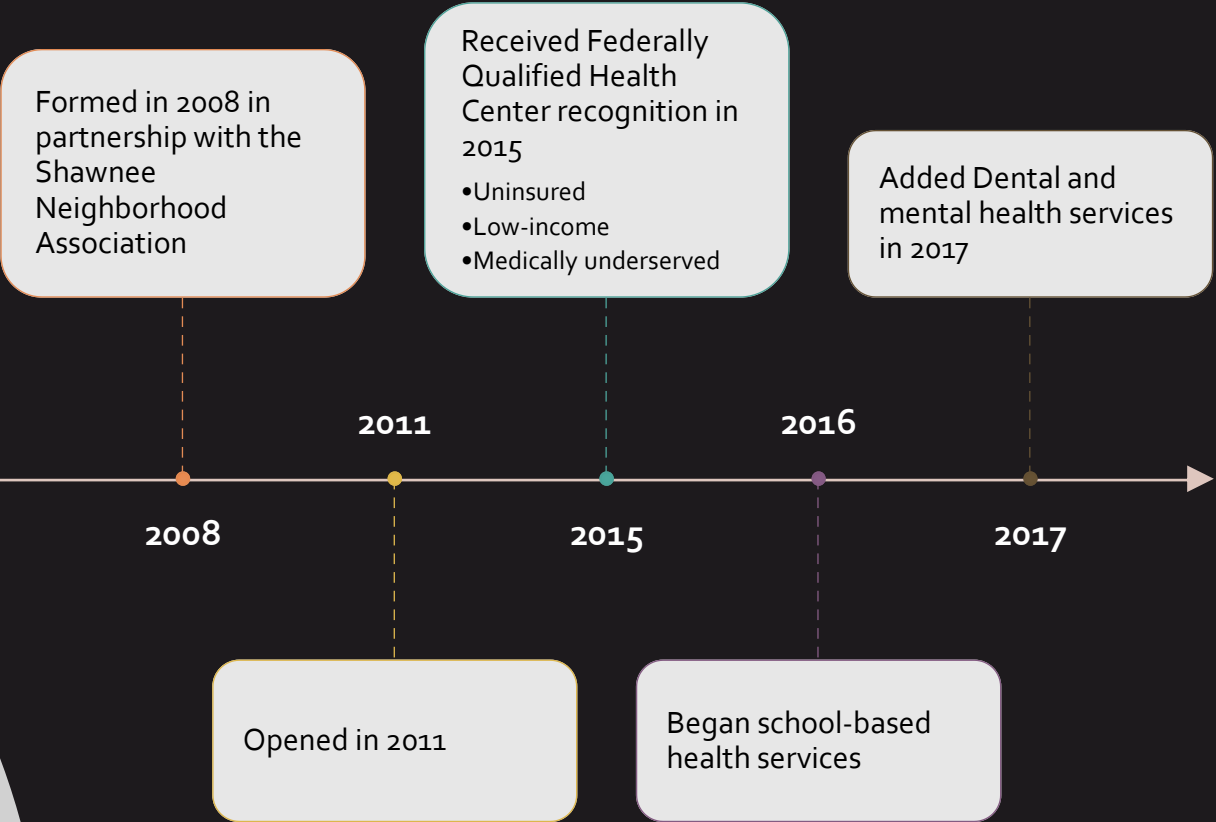 Formed in 2008 in
partnership with the
Shawnee
Neighborhood
Association
Received Federally
Qualified Health
Center recognition in
2015
•Uninsured
•Low-income
•Medically underserved
Added Dental and
mental health services
in 2017
2011
2016
2008
2015
2017
Opened in 2011
Began school-based
health services